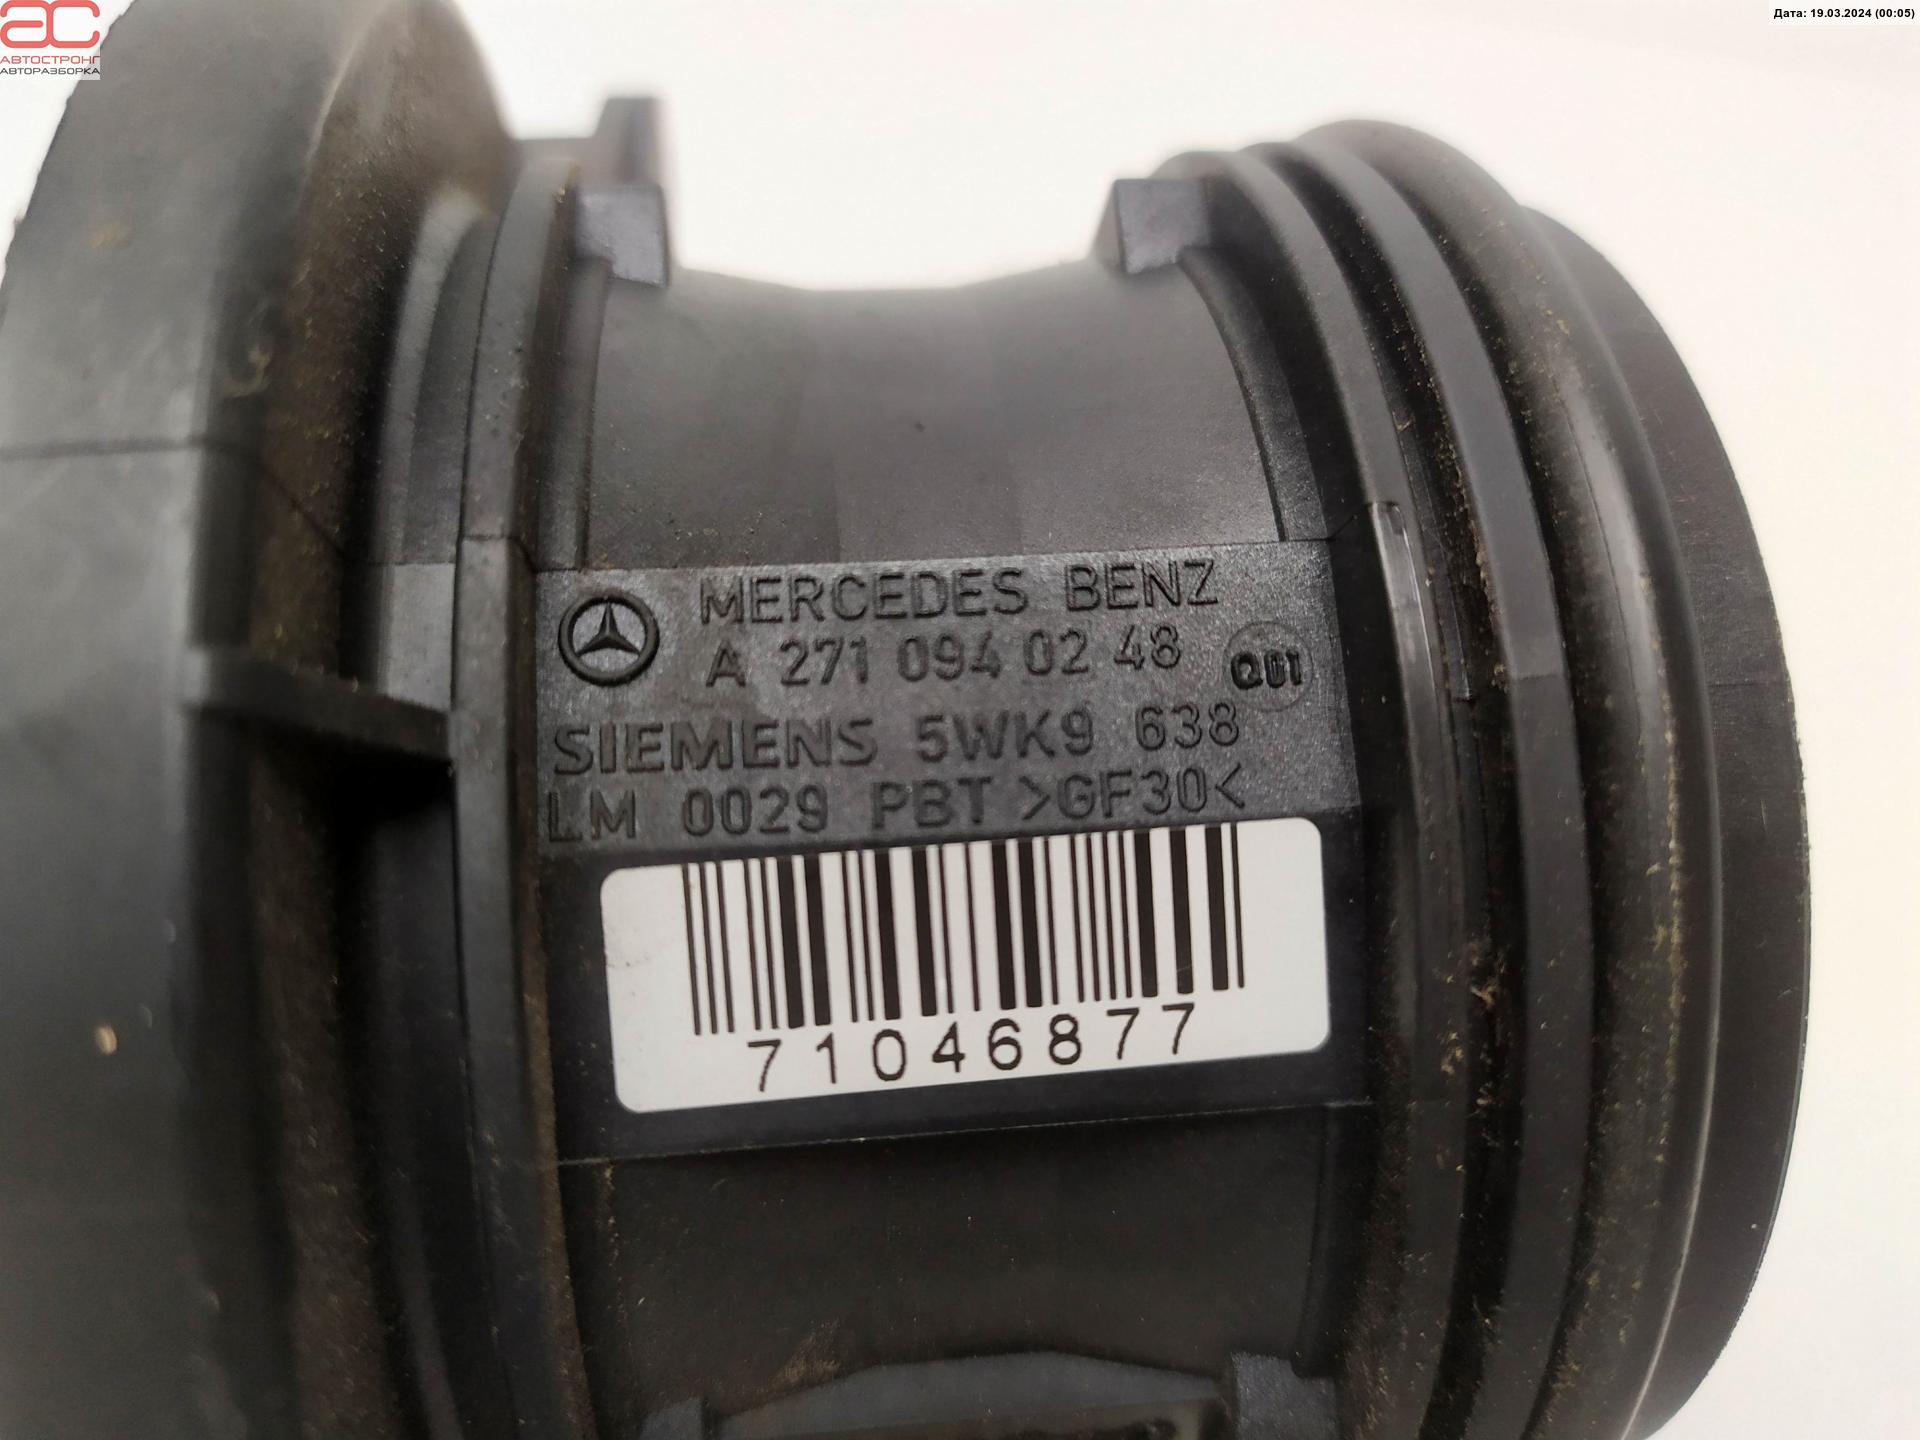 АС
АВТОСТРОНГ
АВТОРАЗБОРКА
Дата: 19.03.2024 (00:05)
MERCEDES BENZ
A 271 094 02 48
Q01
SIEMENS 5WK9 638
LM 0029 PBT >GF30<
71046877